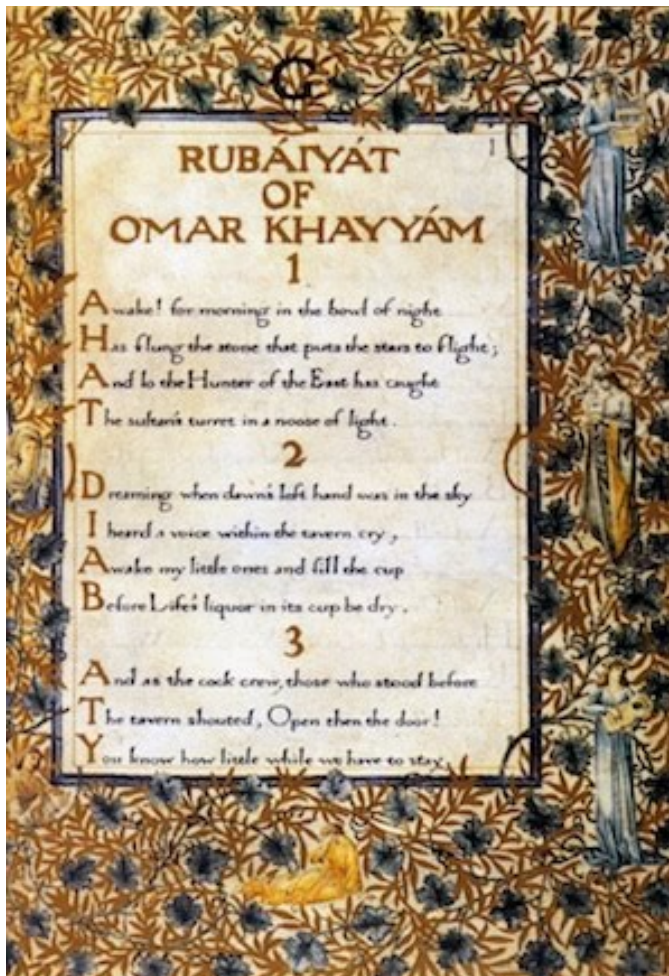 G
1
RUBÁIYÁT
OF
OMAR KHAYYÁM
1
Awake! for morning in the bowl of night
Has flung the stone that puts the stars to flight;
And lo the Hunter of the East has caught
The sultan's turret in a noose of light.
2
Dreaming when dawn's left hand was in the sky
I heard a voice within the tavern cry,
Awake my little ones and fill the cup
Before Life's liquor in its cup be dry.
3
And as the cock crew, those who stood before
The tavern shouted, Open then the door!
You know how little while we have to stay,